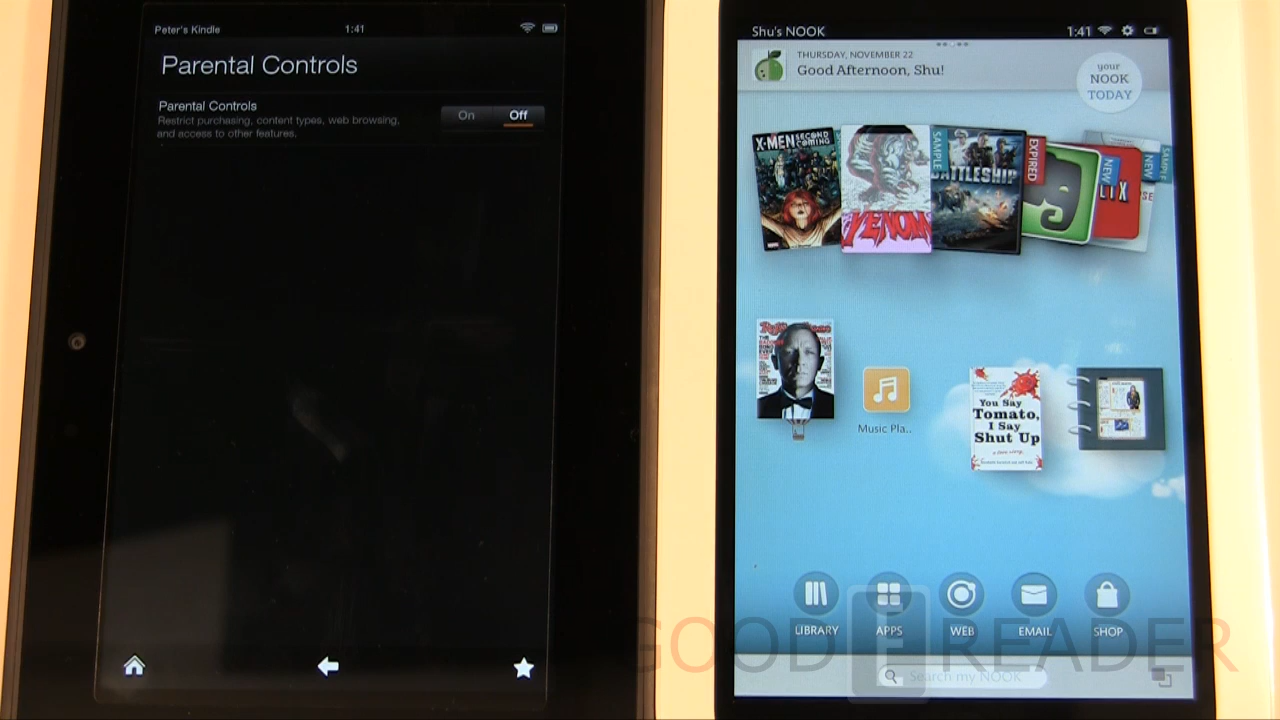 Peter's Kindle
1:41
Parental Controls
Parental Controls
Restrict purchasing, content types, web browsing,
and access to other features.
On
Off
Shu's NOOK
1:41
THURSDAY, NOVEMBER 22
Good Afternoon, Shu!
your
NOOK
TODAY
X-MEN SECOND
COMING
VENOM
SAMPLE
BATTLESHIP
EXPIRED
NEW
NEW
SAMPLE
Music Pla..
You Say
Tomato,
I Say
Shut Up
a love story.
LIBRARY
APPS
WEB
EMAIL
SHOP
GOOD E READER
Search my NOOK